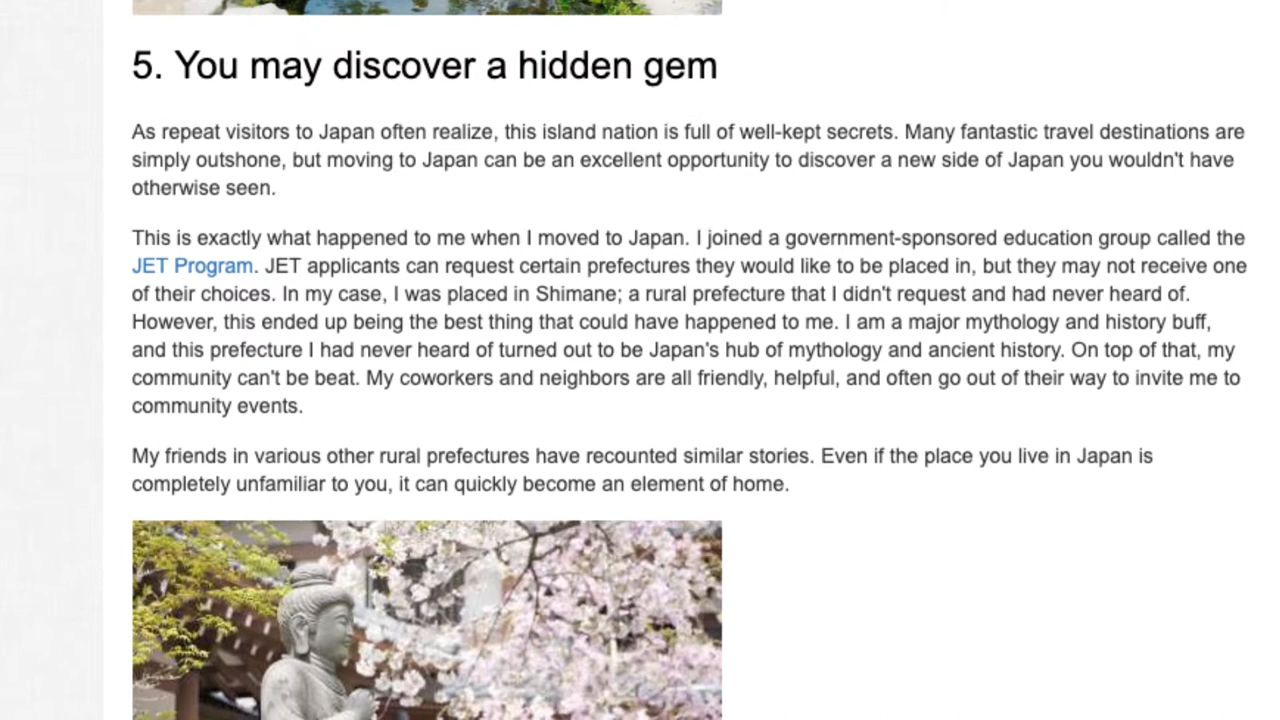 5. You may discover a hidden gem
As repeat visitors to Japan often realize, this island nation is full of well-kept secrets. Many fantastic travel destinations are
simply outshone, but moving to Japan can be an excellent opportunity to discover a new side of Japan you wouldn't have
otherwise seen.
This is exactly what happened to me when I moved to Japan. I joined a government-sponsored education group called the
JET Program. JET applicants can request certain prefectures they would like to be placed in, but they may not receive one
of their choices. In my case, I was placed in Shimane; a rural prefecture that I didn't request and had never heard of.
However, this ended up being the best thing that could have happened to me. I am a major mythology and history buff,
and this prefecture I had never heard of turned out to be Japan's hub of mythology and ancient history. On top of that, my
community can't be beat. My coworkers and neighbors are all friendly, helpful, and often go out of their way to invite me to
community events.
My friends in various other rural prefectures have recounted similar stories. Even if the place you live in Japan is
completely unfamiliar to you, it can quickly become an element of home.